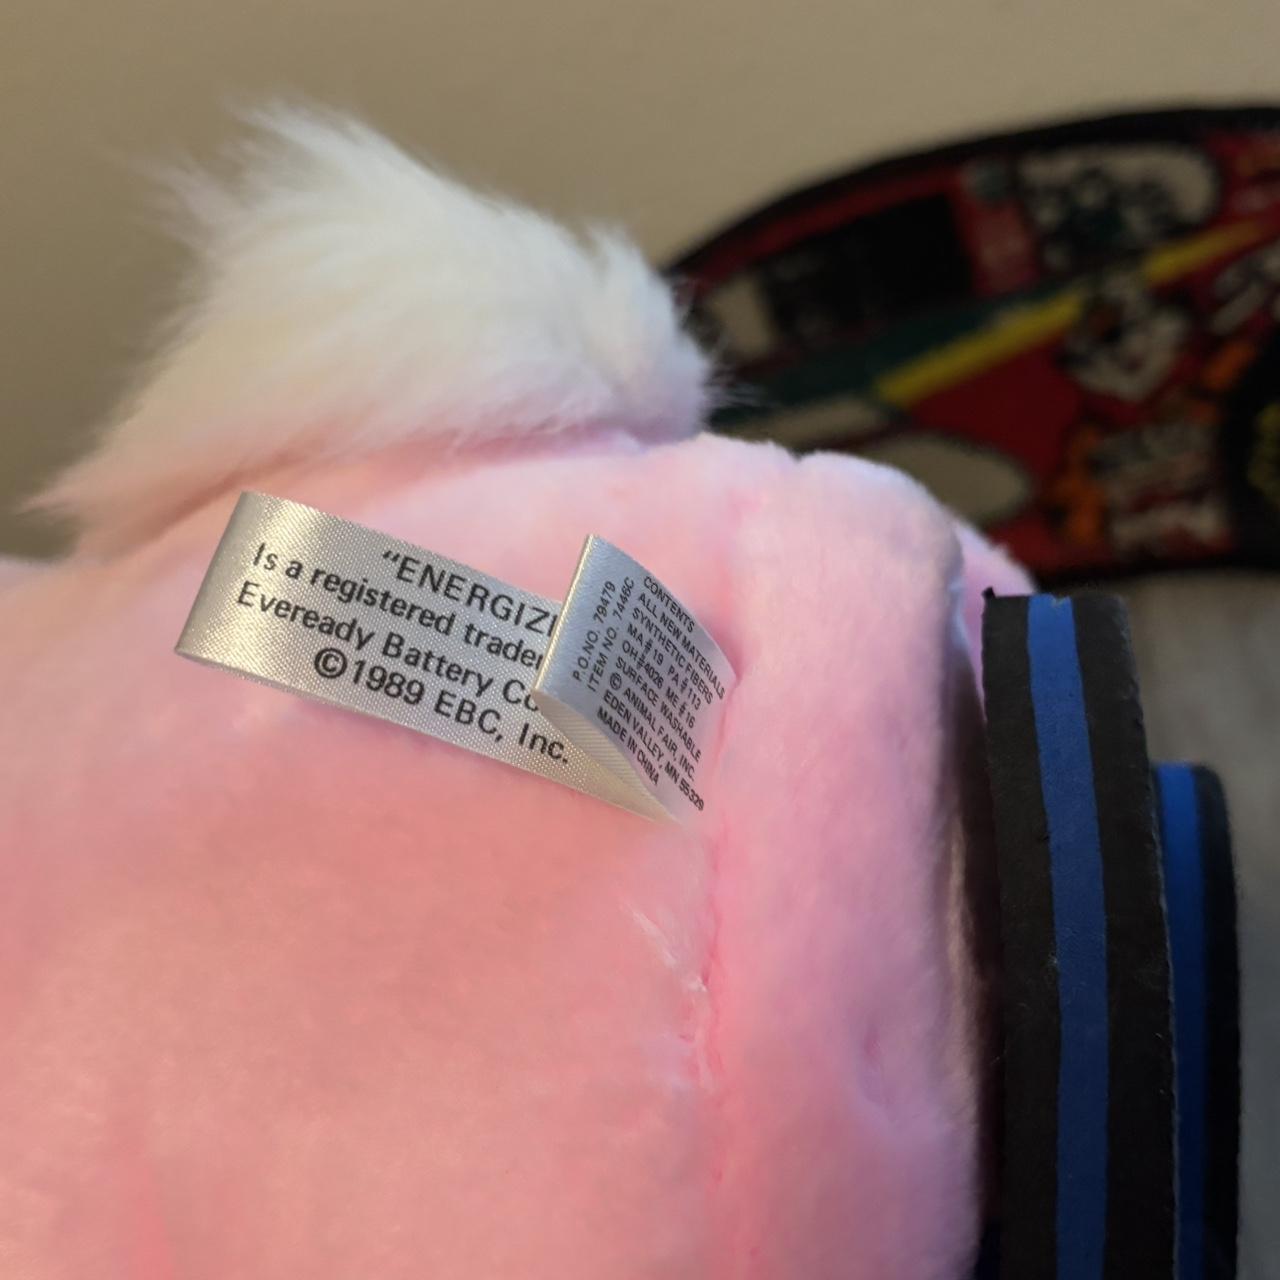 "ENERGIZ
Is a registered trade
Eveready Battery Co
©1989 EBC, Inc.
P.O.NO. 79479
ITEM NO. 7446C
CONTENTS
ALL NEW MATERIALS
SYNTHETIC FIBERS
MA#19 PA#113
OH#4026 ME#16
SURFACE WASHABLE
© ANIMAL FAIR, INC.
EDEN VALLEY, MN 55329
MADE IN CHINA